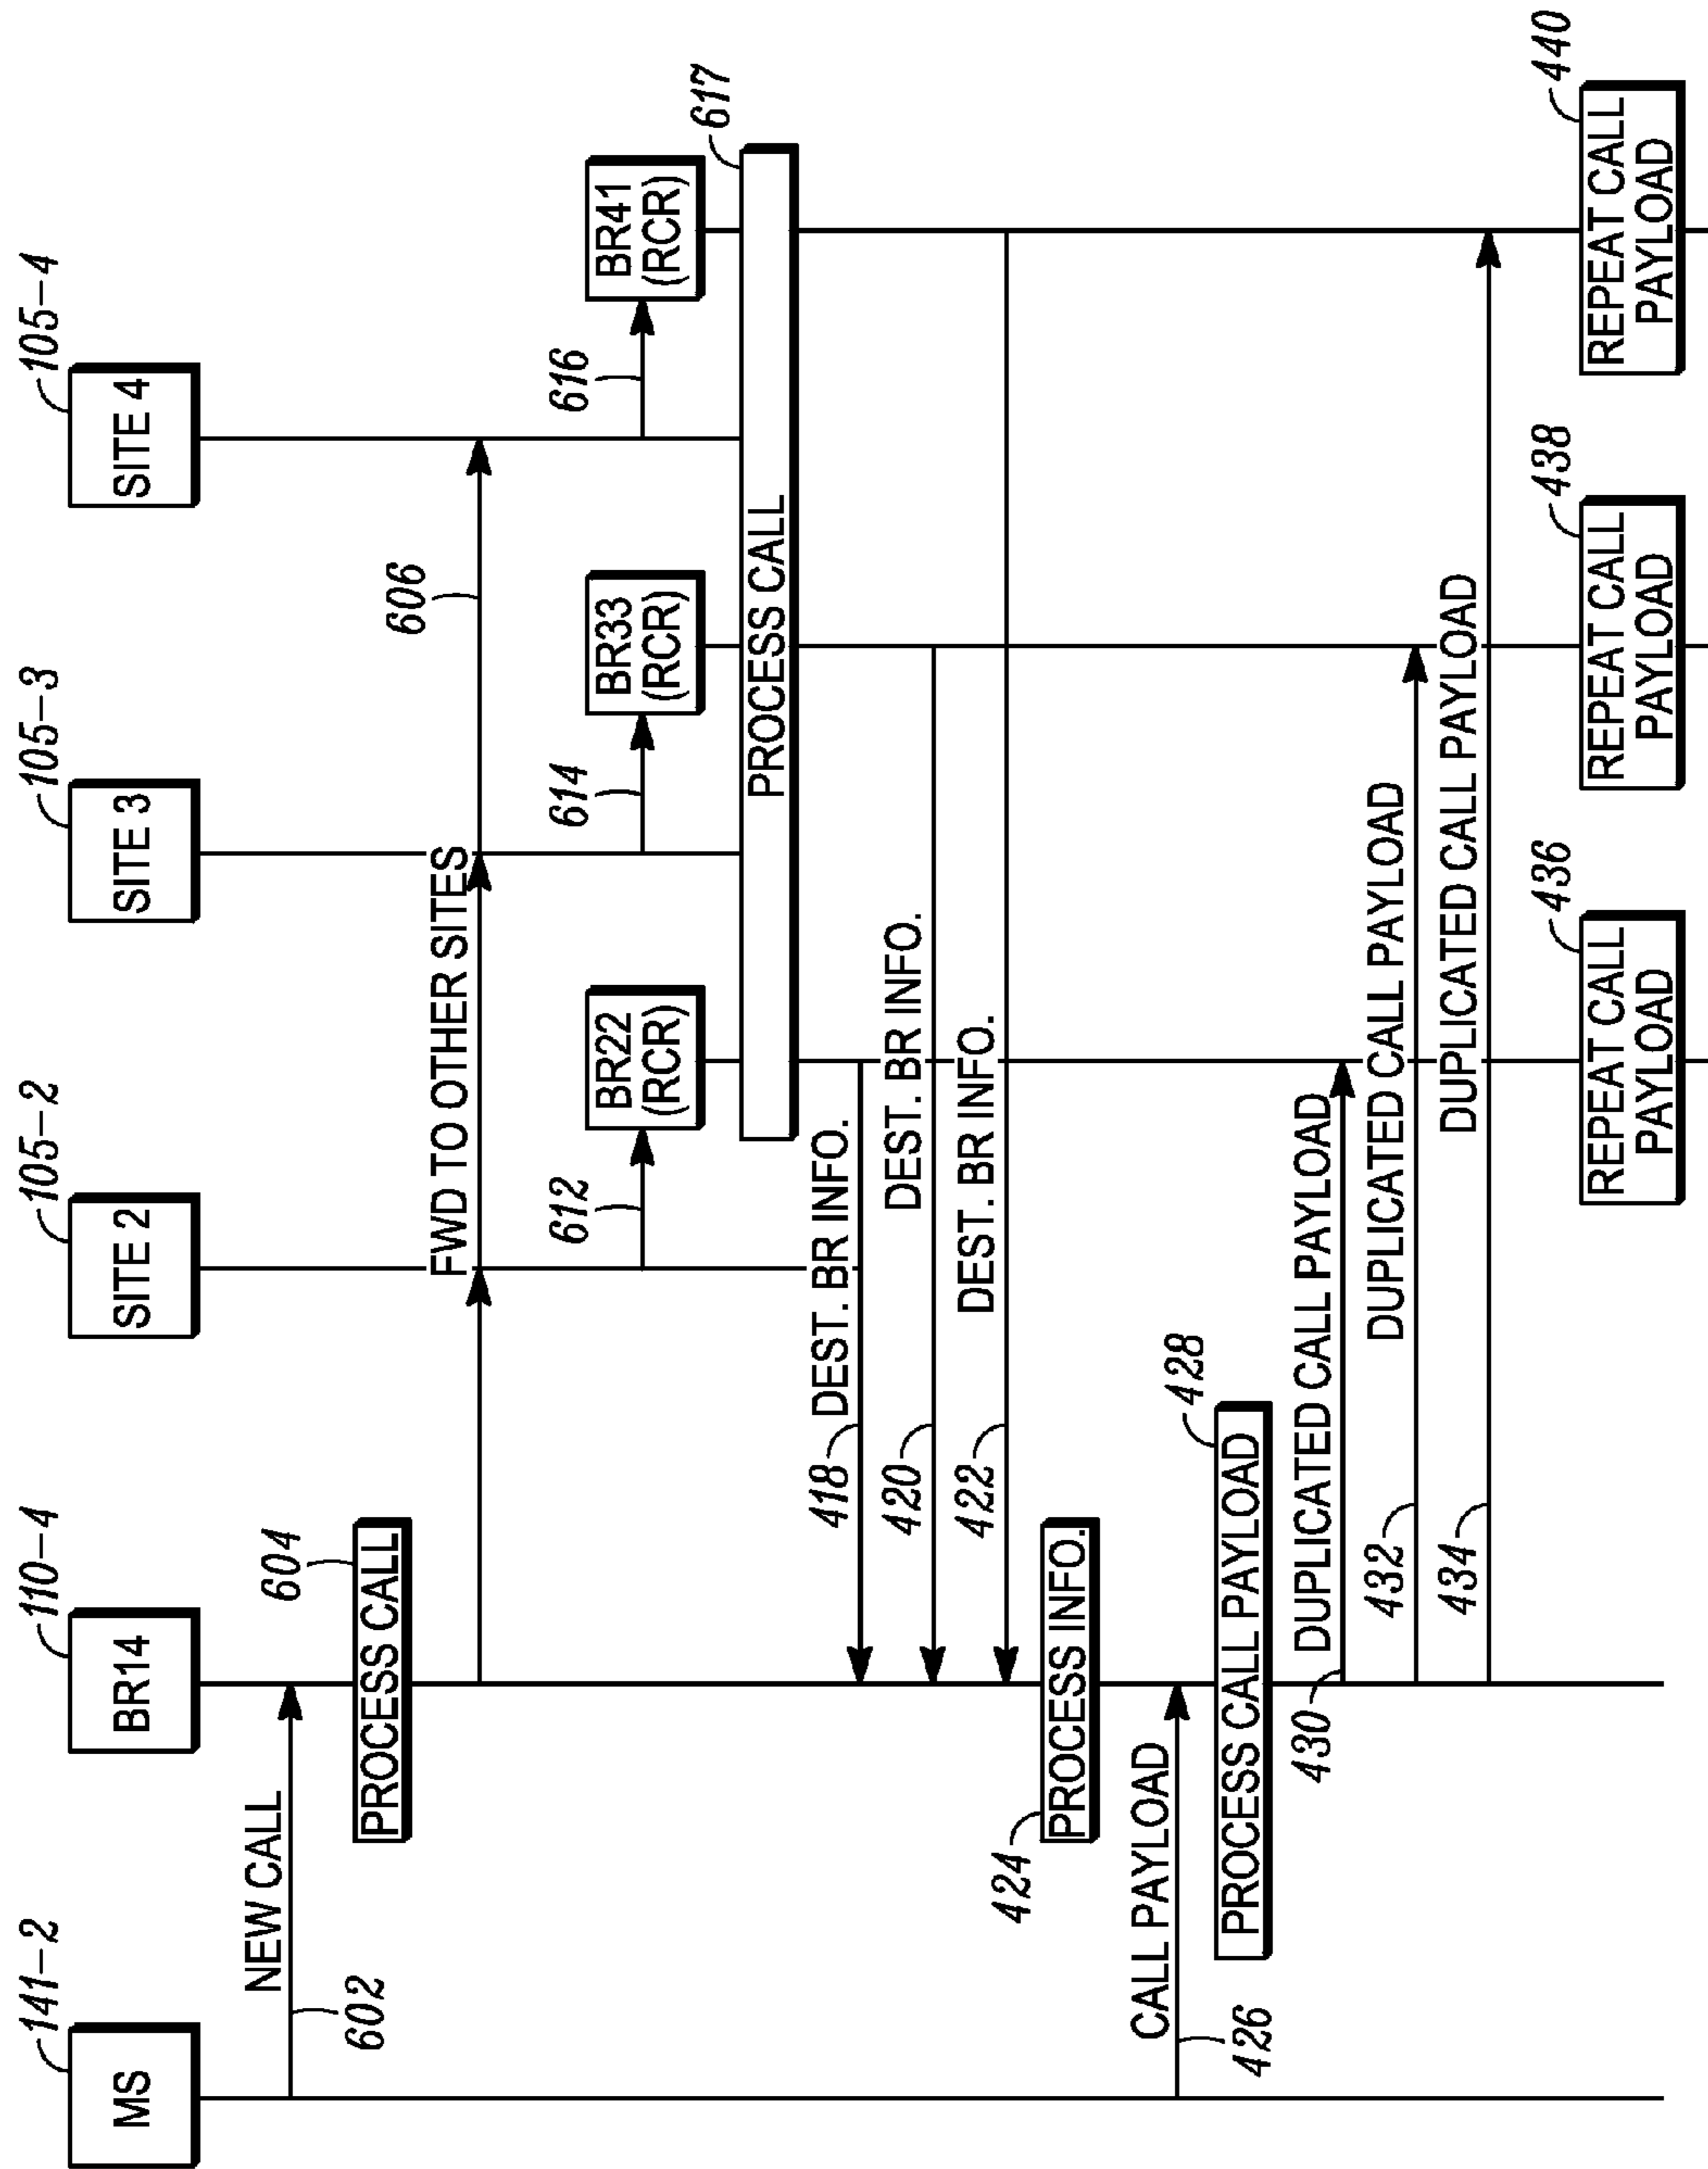 141-2
MS
110-4
BR14
105-2
SITE 2
105-3
SITE 3
105-4
SITE 4
NEW CALL
602
604
PROCESS CALL
FWD TO OTHER SITES
606
612
BR22
(RCR)
614
BR33
(RCR)
616
BR41
(RCR)
617
PROCESS CALL
418
DEST. BR INFO.
420
DEST. BR INFO.
422
DEST. BR INFO.
424
PROCESS INFO.
CALL PAYLOAD
426
428
PROCESS CALL PAYLOAD
430
DUPLICATED CALL PAYLOAD
432
DUPLICATED CALL PAYLOAD
434
DUPLICATED CALL PAYLOAD
436
REPEAT CALL
PAYLOAD
438
REPEAT CALL
PAYLOAD
440
REPEAT CALL
PAYLOAD